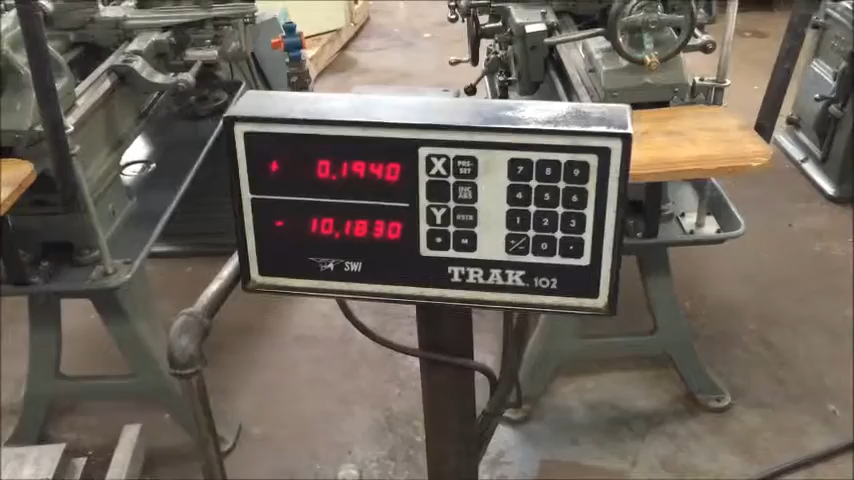 + 0.1940
- 10.1830
X PRE-SET
INC ABS
Y RSTR
M
7 8 9
4 5 6
1 2 3
+/- 0 .
SWI
TRAK. 102